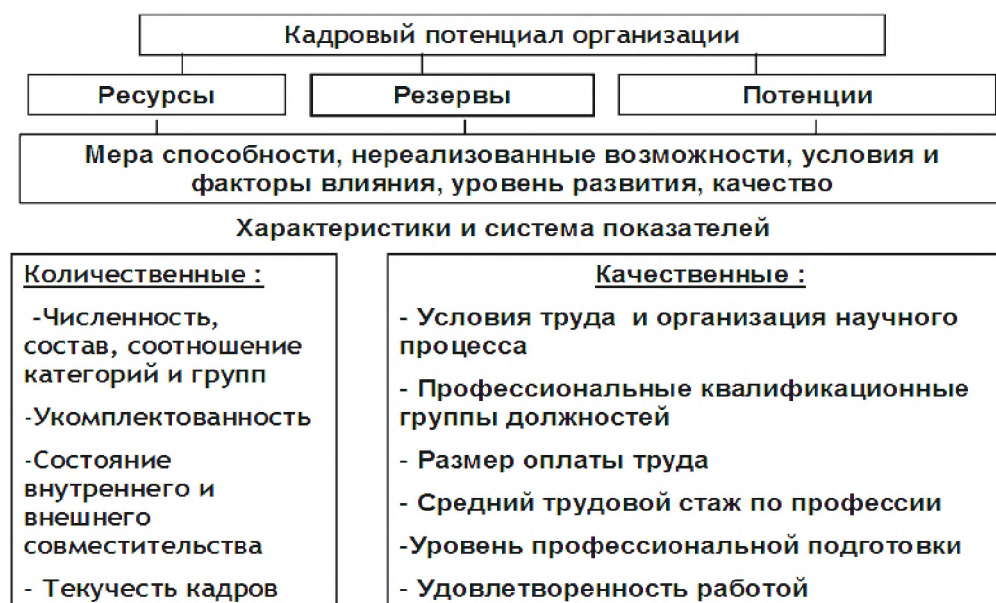 Кадровый потенциал организации
Ресурсы
Резервы
Потенции
Мера способности, нереализованные возможности, условия и
факторы влияния, уровень развития, качество
Характеристики и система показателей
Количественные :
-Численность,
состав, соотношение
категорий и групп
-Укомплектованность
-Состояние
внутреннего и
внешнего
совместительства
- Текучесть кадров
Качественные :
- Условия труда и организация научного
процесса
- Профессиональные квалификационные
группы должностей
- Размер оплаты труда
- Средний трудовой стаж по профессии
-Уровень профессиональной подготовки
- Удовлетворенность работой